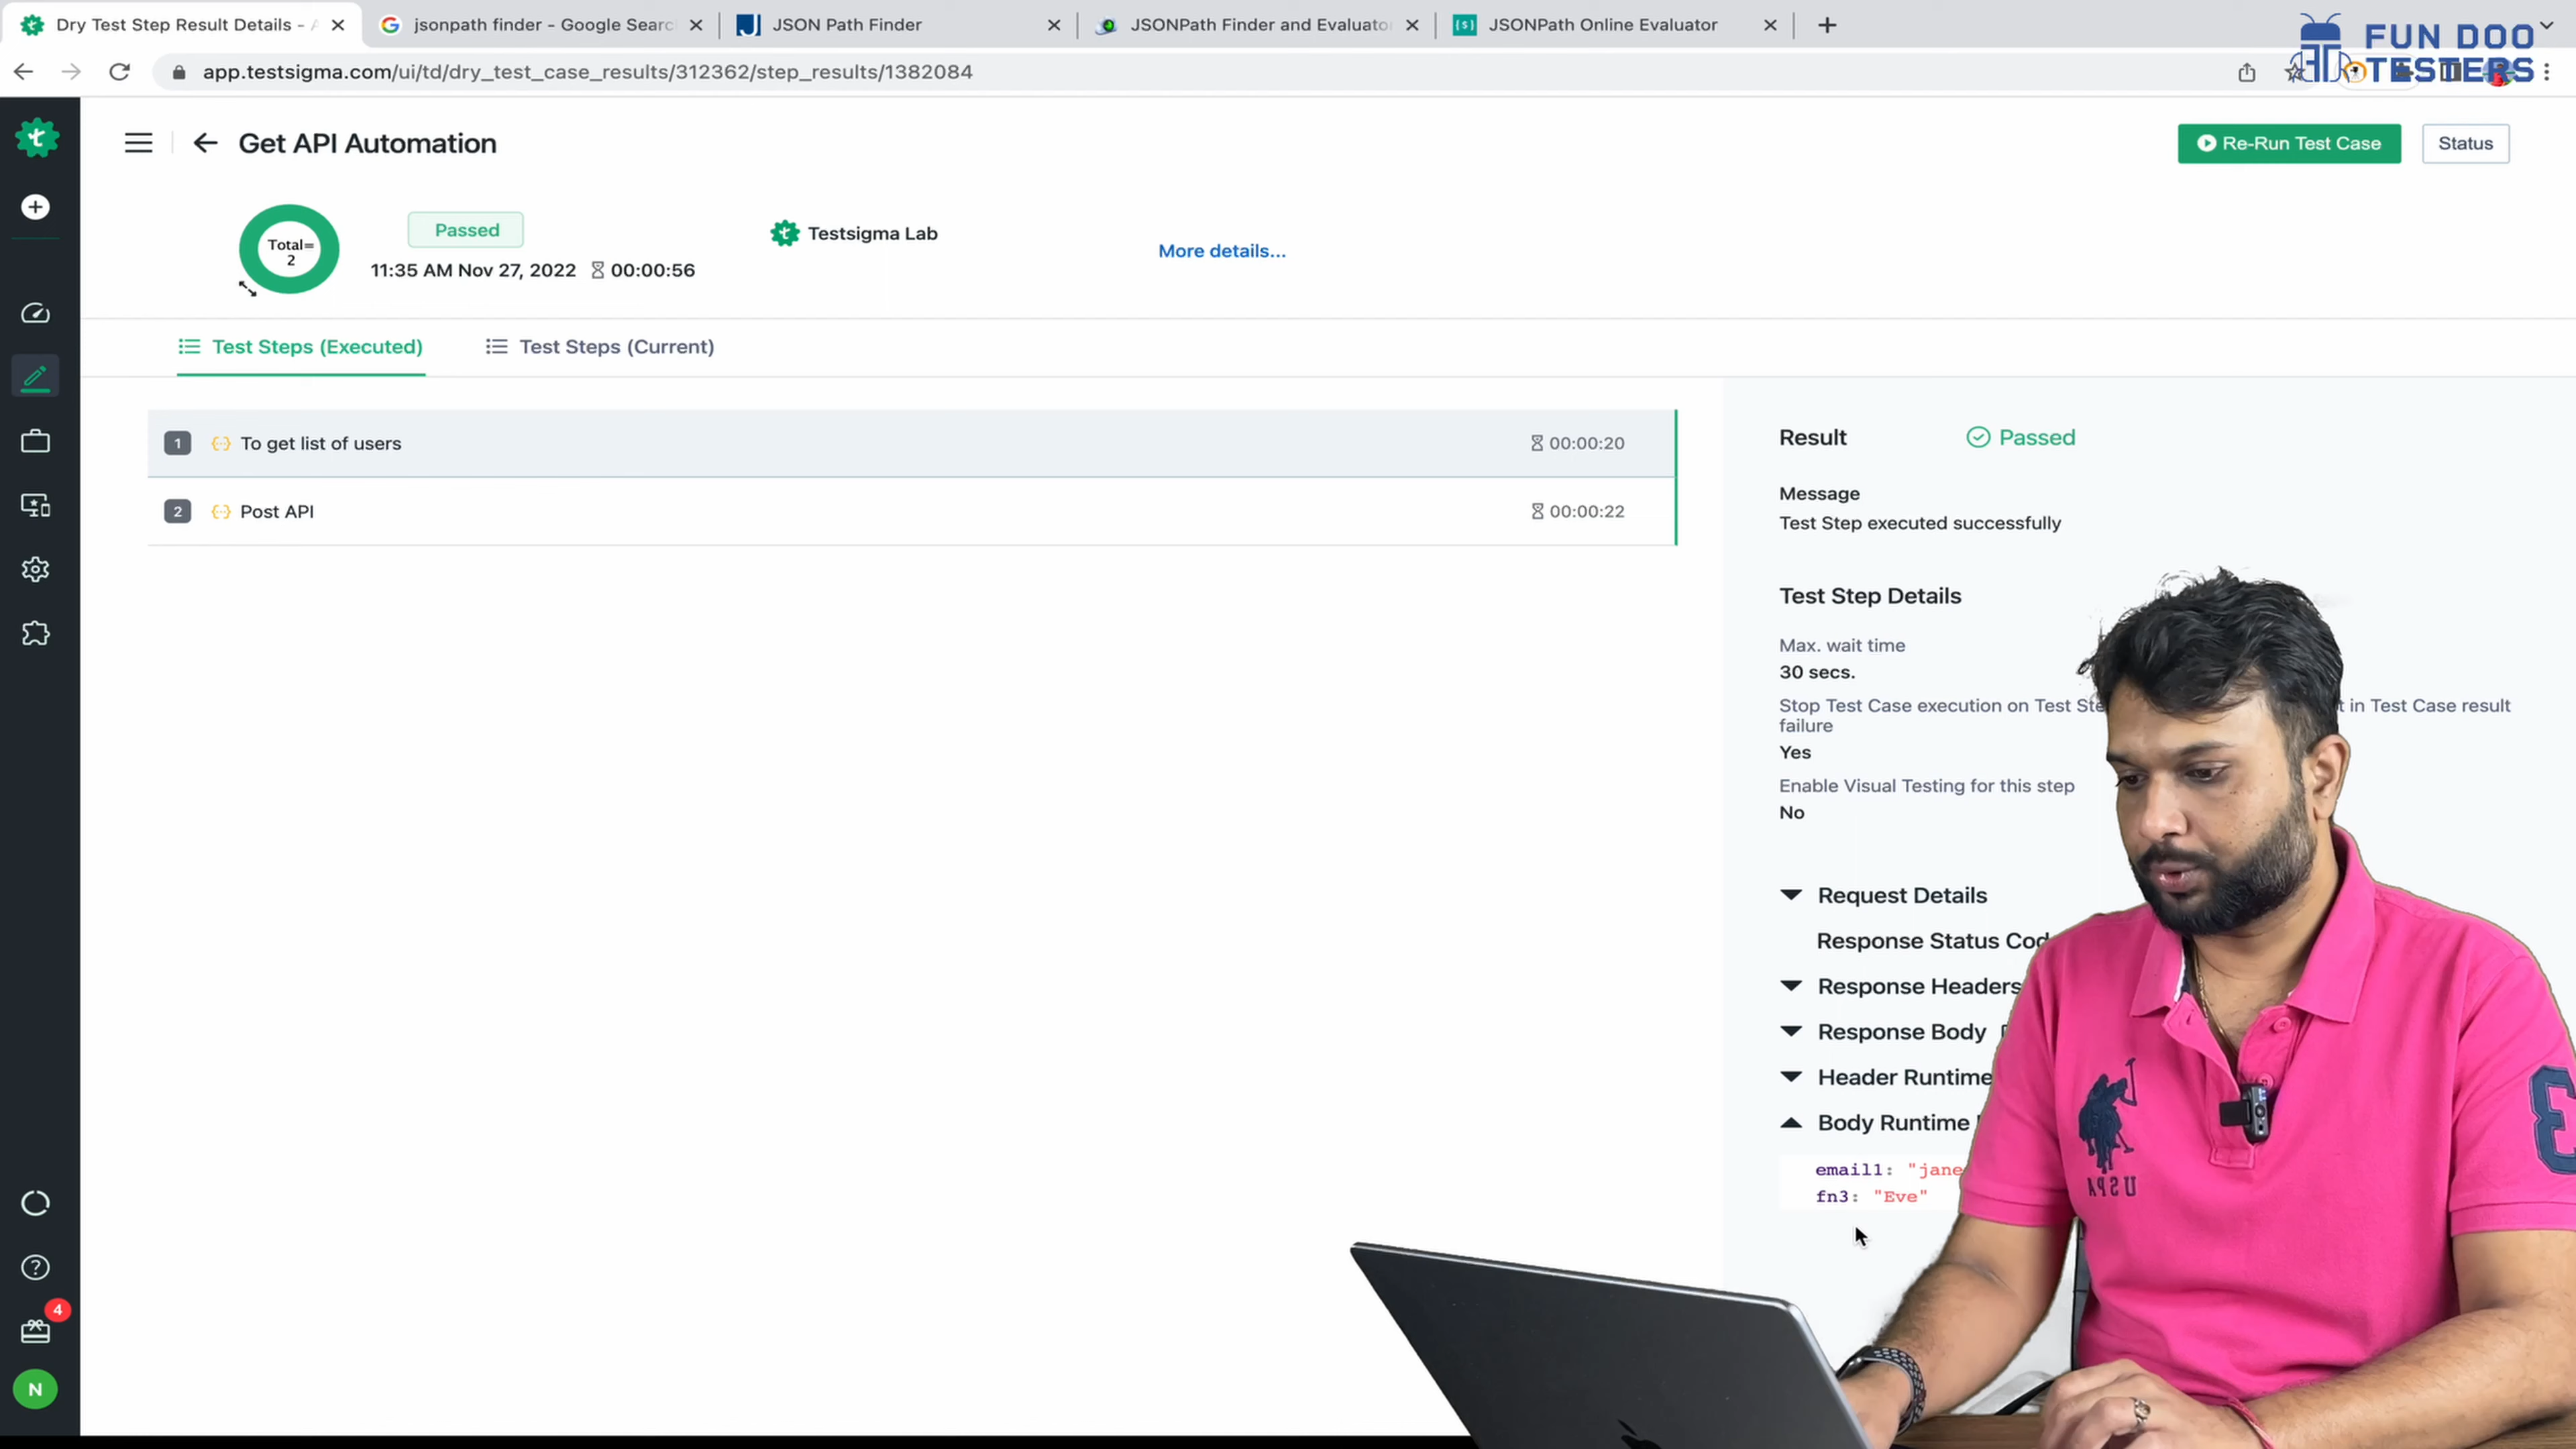 Dry Test Step Result Details -
jsonpath finder - Google Searc
JSON Path Finder
JSONPath Finder and Evaluato
JSONPath Online Evaluator
FUN DOO
TESTERS
app.testsigma.com/ui/td/dry_test_case_results/312362/step_results/1382084
Get API Automation
Re-Run Test Case
Status
Total=
2
Passed
11:35 AM Nov 27, 2022
00:00:56
Testsigma Lab
More details...
Test Steps (Executed)
Test Steps (Current)
1 To get list of users 00:00:20
2 Post API 00:00:22
Result Passed
Message
Test Step executed successfully
Test Step Details
Max. wait time
30 secs.
Stop Test Case execution on Test Ste
t in Test Case result
failure
Yes
Enable Visual Testing for this step
No
Request Details
Response Status Cod
Response Headers
Response Body
Header Runtime
Body Runtime
email1: "jane
fn3: "Eve"
USPA
3
4
N